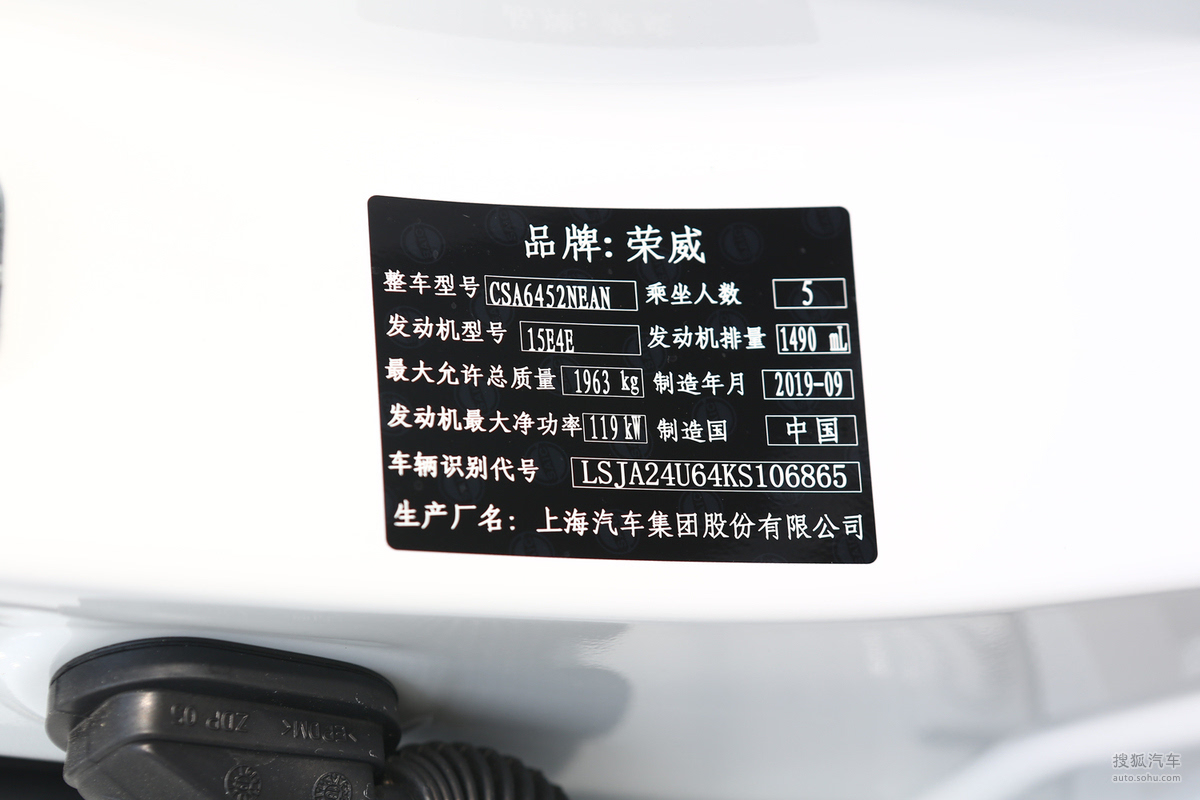 品牌:荣威
整车型号 CSA6452NEAN 乘坐人数 5
发动机型号 15E4E 发动机排量 1490 mL
最大允许总质量 1963 kg 制造年月 2019-09
发动机最大净功率 119 kW 制造国 中国
车辆识别代号 LSJA24U64KS106865
生产厂名：上海汽车集团股份有限公司
搜狐汽车
auto.sohu.com